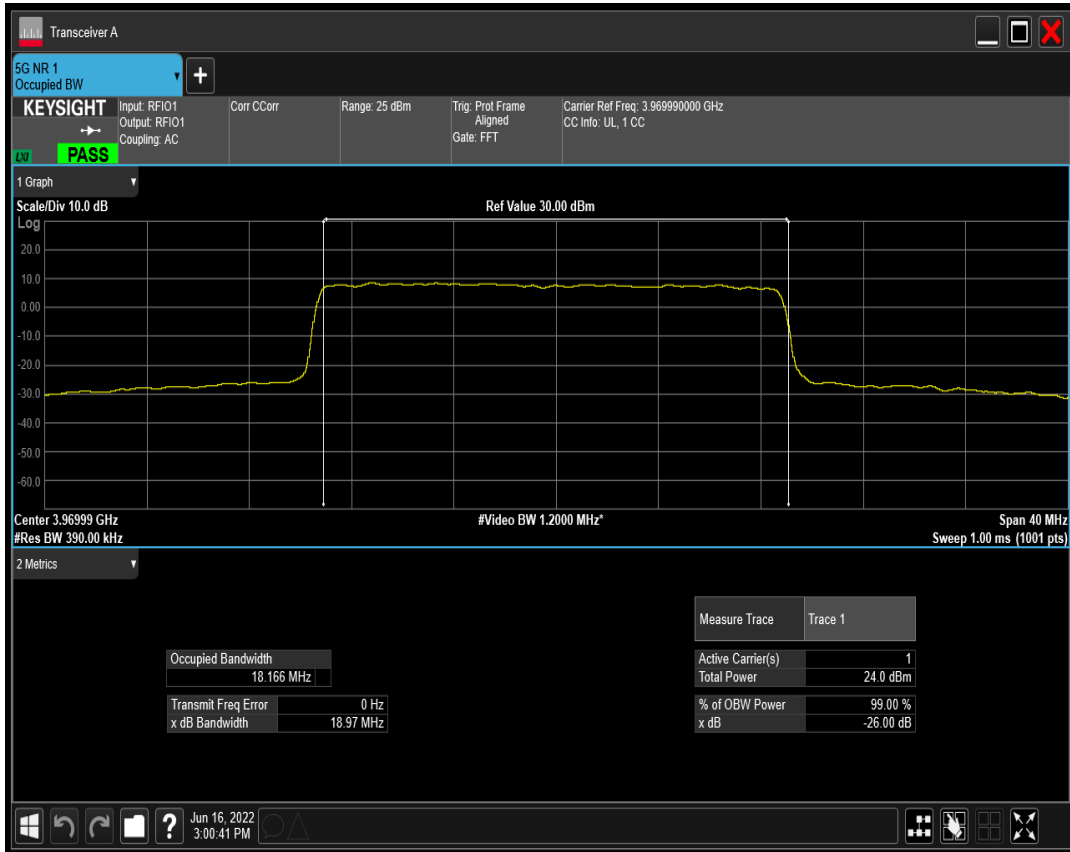 Transceiver A
5G NR 1
Occupied BW
+
KEYSIGHT
LXI
PASS
Input: RFIO1
Output: RFIO1
Coupling: AC
Corr CCorr
Range: 25 dBm
Trig: Prot Frame
Aligned
Gate: FFT
Carrier Ref Freq: 3.969990000 GHz
CC Info: UL, 1 CC
1 Graph
Scale/Div 10.0 dB
Ref Value 30.00 dBm
Log
20.0
10.0
0.00
-10.0
-20.0
-30.0
-40.0
-50.0
-60.0
Center 3.96999 GHz
#Video BW 1.2000 MHz*
Span 40 MHz
#Res BW 390.00 kHz
Sweep 1.00 ms (1001 pts)
2 Metrics
Measure Trace Trace 1
Occupied Bandwidth
18.166 MHz
Active Carrier(s) 1
Total Power 24.0 dBm
Transmit Freq Error 0 Hz
x dB Bandwidth 18.97 MHz
% of OBW Power 99.00 %
x dB -26.00 dB
?
Jun 16, 2022
3:00:41 PM